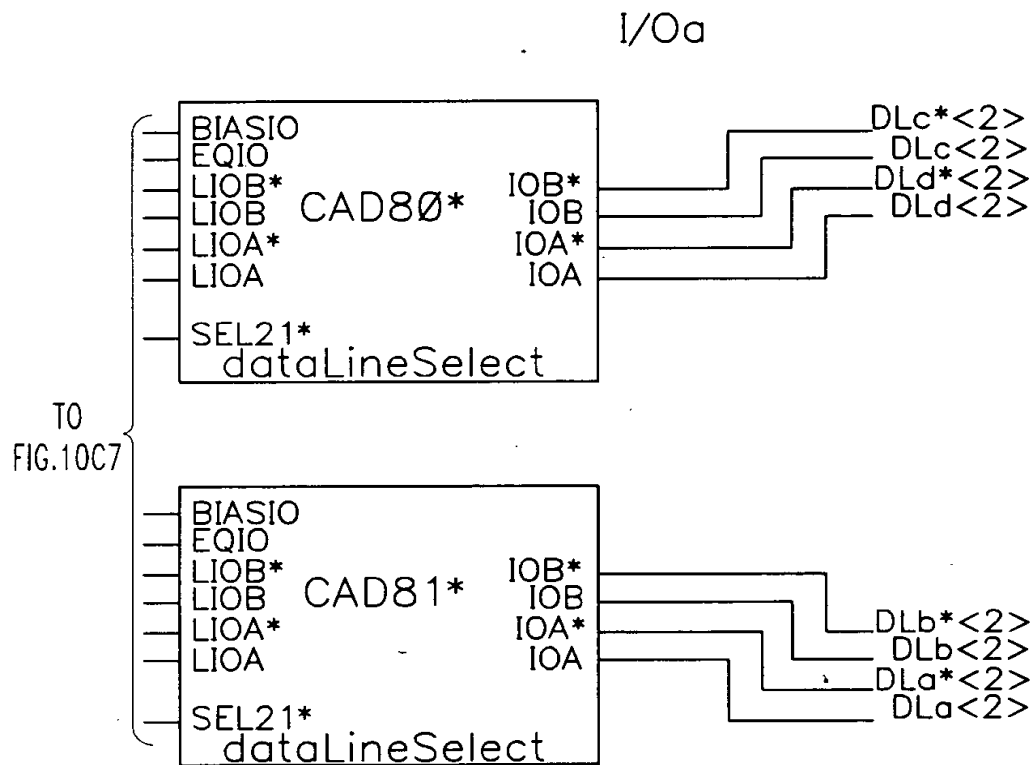 I/Oa
BIASIO
EQIO
LIOB*
LIOB
LIOA*
LIOA
SEL21*
CAD80*
IOB*
IOB
IOA*
IOA
dataLineSelect
DLc*<2>
DLc<2>
DLd*<2>
DLd<2>
TO
FIG.10C7
BIASIO
EQIO
LIOB*
LIOB
LIOA*
LIOA
SEL21*
CAD81*
IOB*
IOB
IOA*
IOA
dataLineSelect
DLb*<2>
DLb<2>
DLa*<2>
DLa<2>